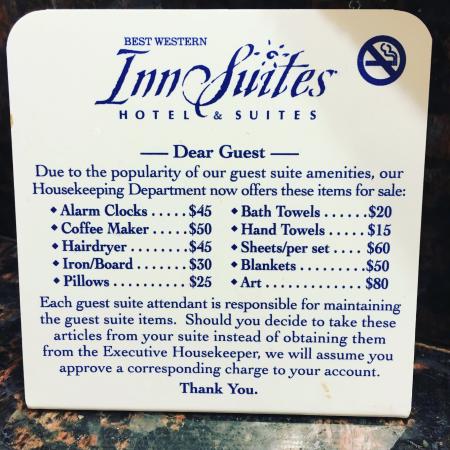 BEST WESTERN
Inn Suites
HOTEL & SUITES
— Dear Guest —
Due to the popularity of our guest suite amenities, our
Housekeeping Department now offers these items for sale:
◆ Alarm Clocks ..... $45
◆ Coffee Maker ..... $50
◆ Hairdryer ........ $45
◆ Iron/Board ....... $30
◆ Pillows ........... $25
◆ Bath Towels ....... $20
◆ Hand Towels ..... $15
◆ Sheets/per set .... $60
◆ Blankets ......... $50
◆ Art ............. $80
Each guest suite attendant is responsible for maintaining
the guest suite items. Should you decide to take these
articles from your suite instead of obtaining them
from the Executive Housekeeper, we will assume you
approve a corresponding charge to your account.
Thank You.